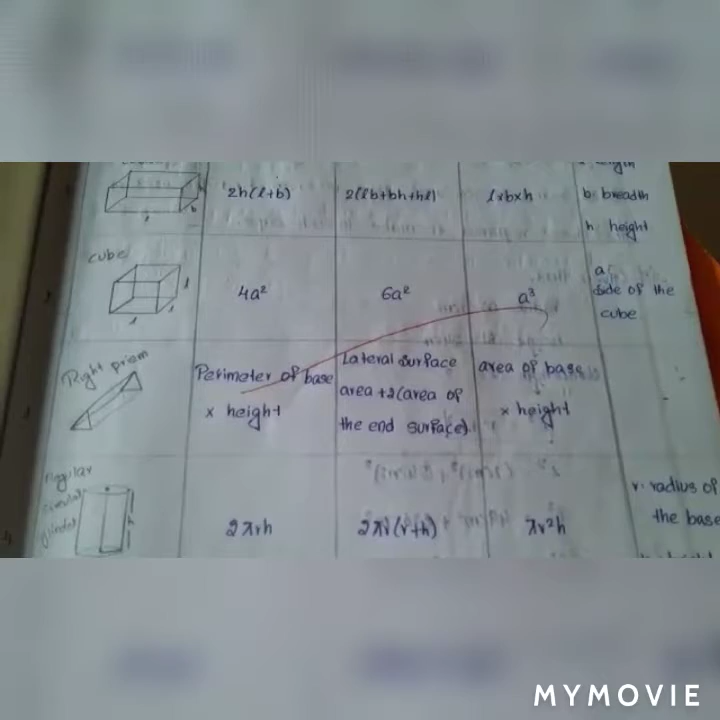 2h(l+b)
2(lb+bh+hl)
l×b×h
b: breadth
h: height
cube
4a²
6a²
a³
a:
side of the
cube
Right prism
Perimeter of base
× height
Lateral surface
area +2(area of
the end surface)
area of base
× height
cylinder
2πrh
2πr(r+h)
πr²h
r: radius of
the base
MYMOVIE